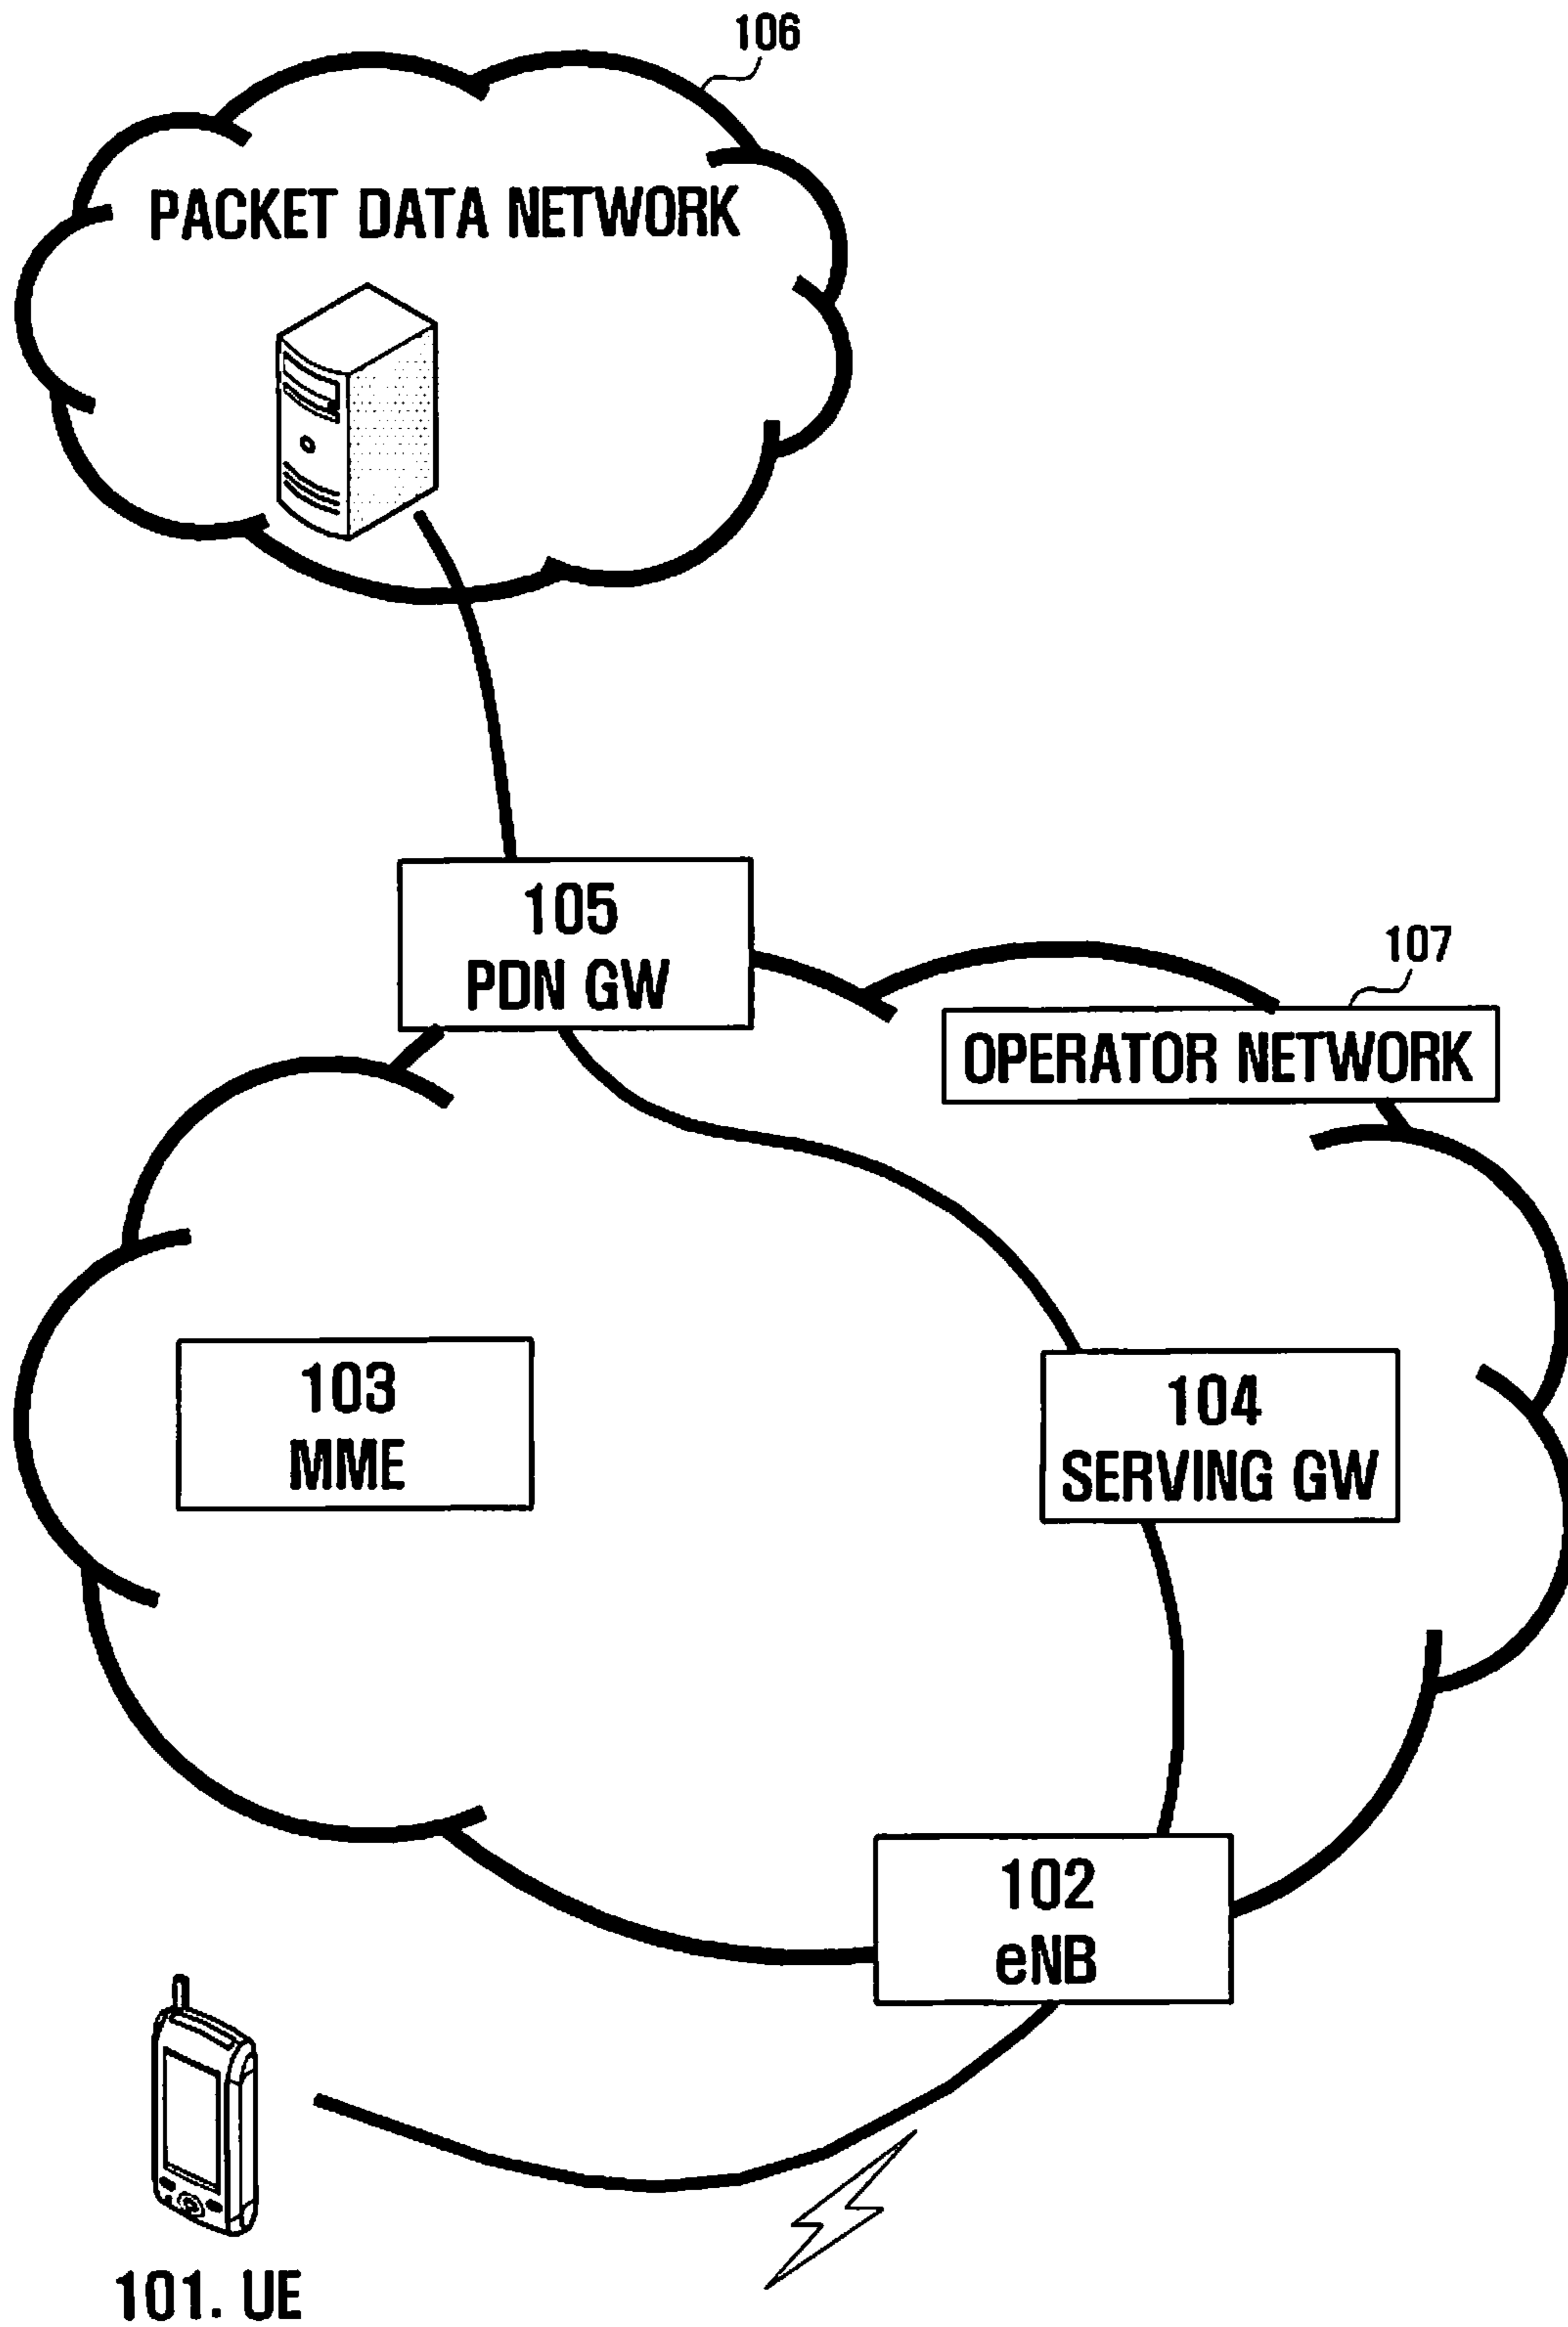 106
PACKET DATA NETWORK
105
PDN GW
107
OPERATOR NETWORK
103
MME
104
SERVING GW
102
eNB
101. UE